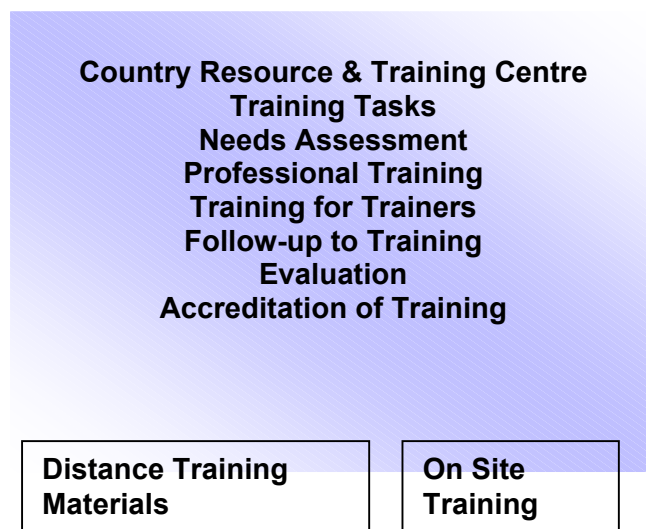 Country Resource & Training Centre
Training Tasks
Needs Assessment
Professional Training
Training for Trainers
Follow-up to Training
Evaluation
Accreditation of Training
Distance Training
Materials
On Site
Training